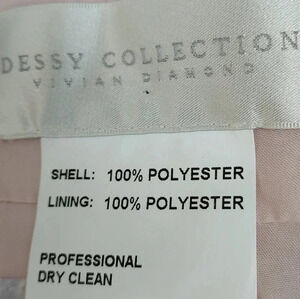 DESSY COLLECTION
VIVIAN DIAMOND
SHELL: 100% POLYESTER
LINING: 100% POLYESTER
PROFESSIONAL
DRY CLEAN